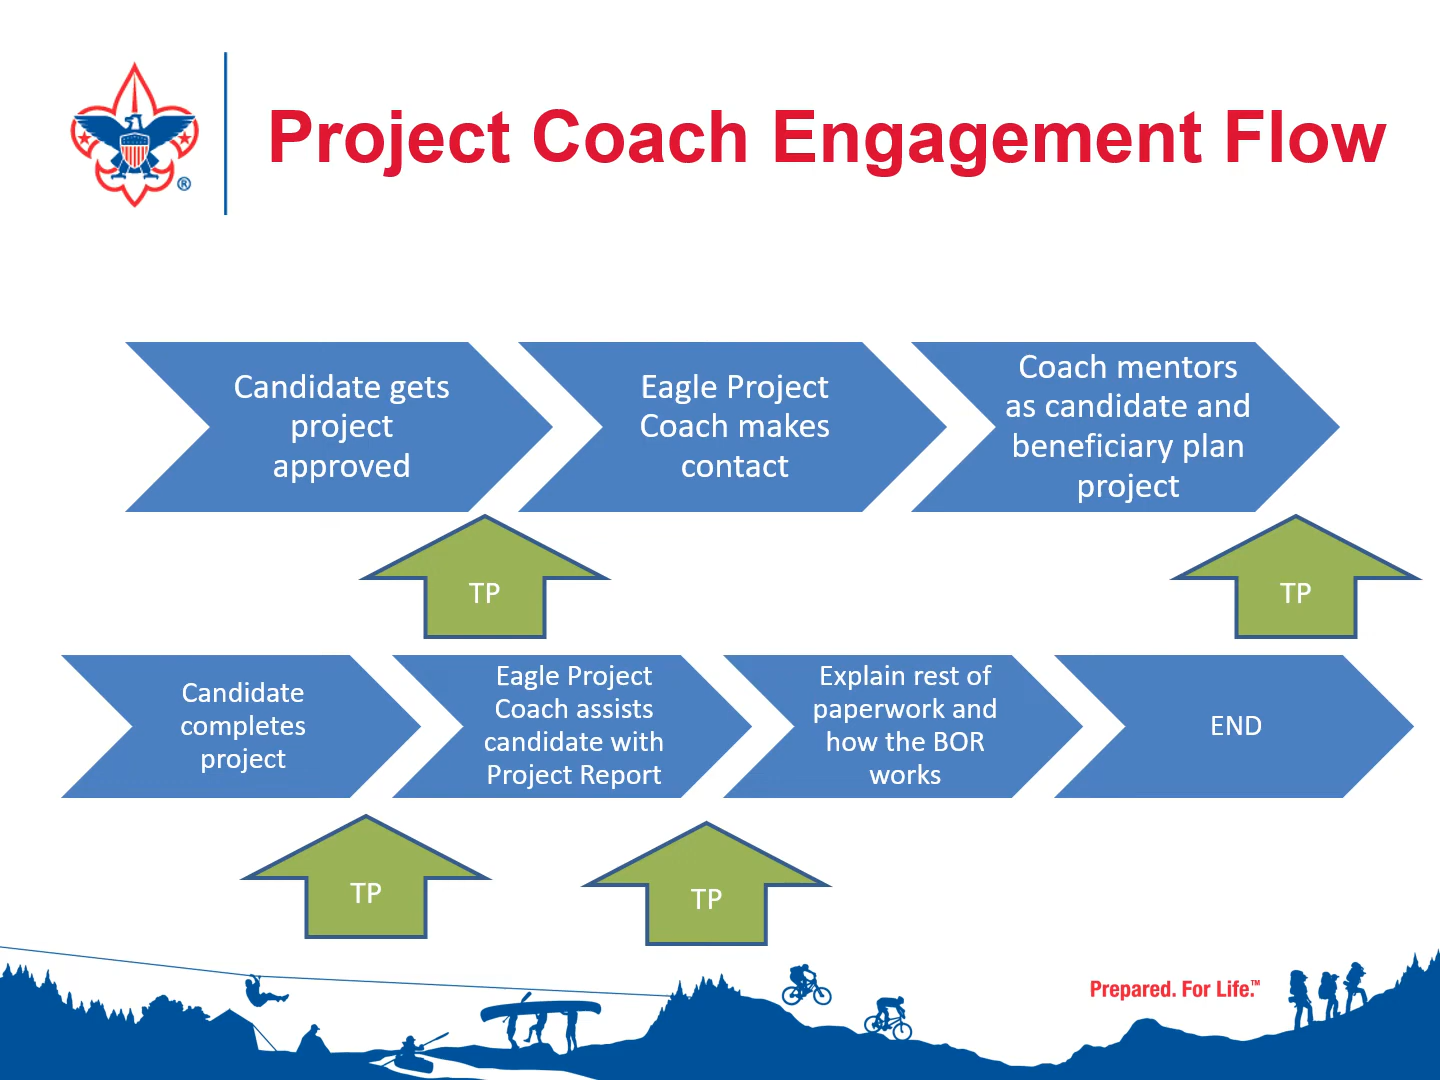 Project Coach Engagement Flow
®
Candidate gets
project
approved
Eagle Project
Coach makes
contact
Coach mentors
as candidate and
beneficiary plan
project
TP
TP
Candidate
completes
project
Eagle Project
Coach assists
candidate with
Project Report
Explain rest of
paperwork and
how the BOR
works
END
TP
TP
Prepared. For Life.™